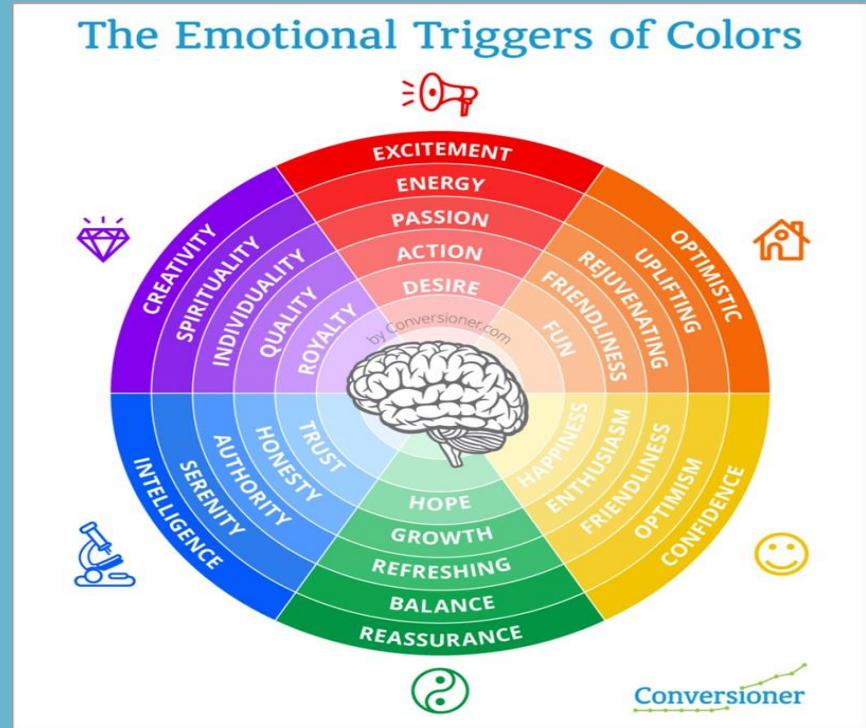 The Emotional Triggers of Colors
EXCITEMENT
ENERGY
PASSION
ACTION
DESIRE
OPTIMISTIC
UPLIFTING
REJUVENATING
FRIENDLINESS
FUN
CONFIDENCE
OPTIMISM
FRIENDLINESS
ENTHUSIASM
HAPPINESS
HOPE
GROWTH
REFRESHING
BALANCE
REASSURANCE
INTELLIGENCE
SERENITY
AUTHORITY
HONESTY
TRUST
CREATIVITY
SPIRITUALITY
INDIVIDUALITY
QUALITY
ROYALTY
by Conversioner.com
Conversioner